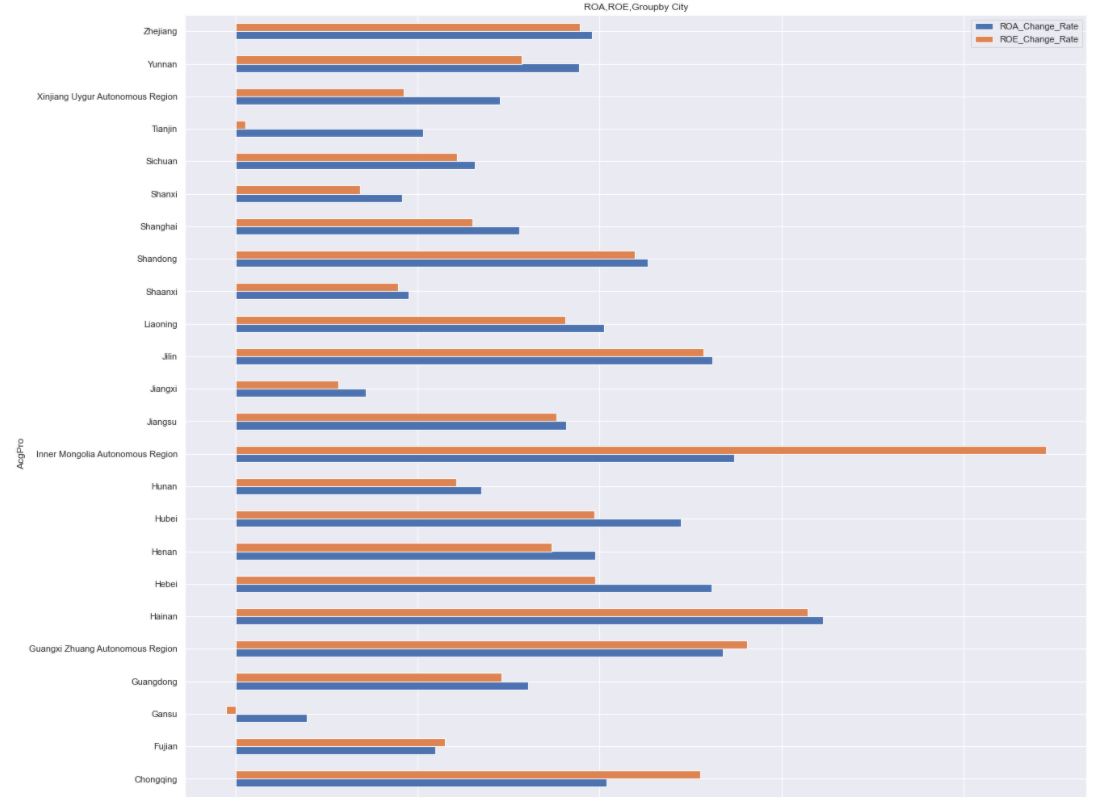 ROA,ROE,Groupby City
ROA_Change_Rate
ROE_Change_Rate
Zhejiang
Yunnan
Xinjiang Uygur Autonomous Region
Tianjin
Sichuan
Shanxi
Shanghai
Shandong
Shaanxi
Liaoning
Jilin
Jiangxi
Jiangsu
AcgPro
Inner Mongolia Autonomous Region
Hunan
Hubei
Henan
Hebei
Hainan
Guangxi Zhuang Autonomous Region
Guangdong
Gansu
Fujian
Chongqing